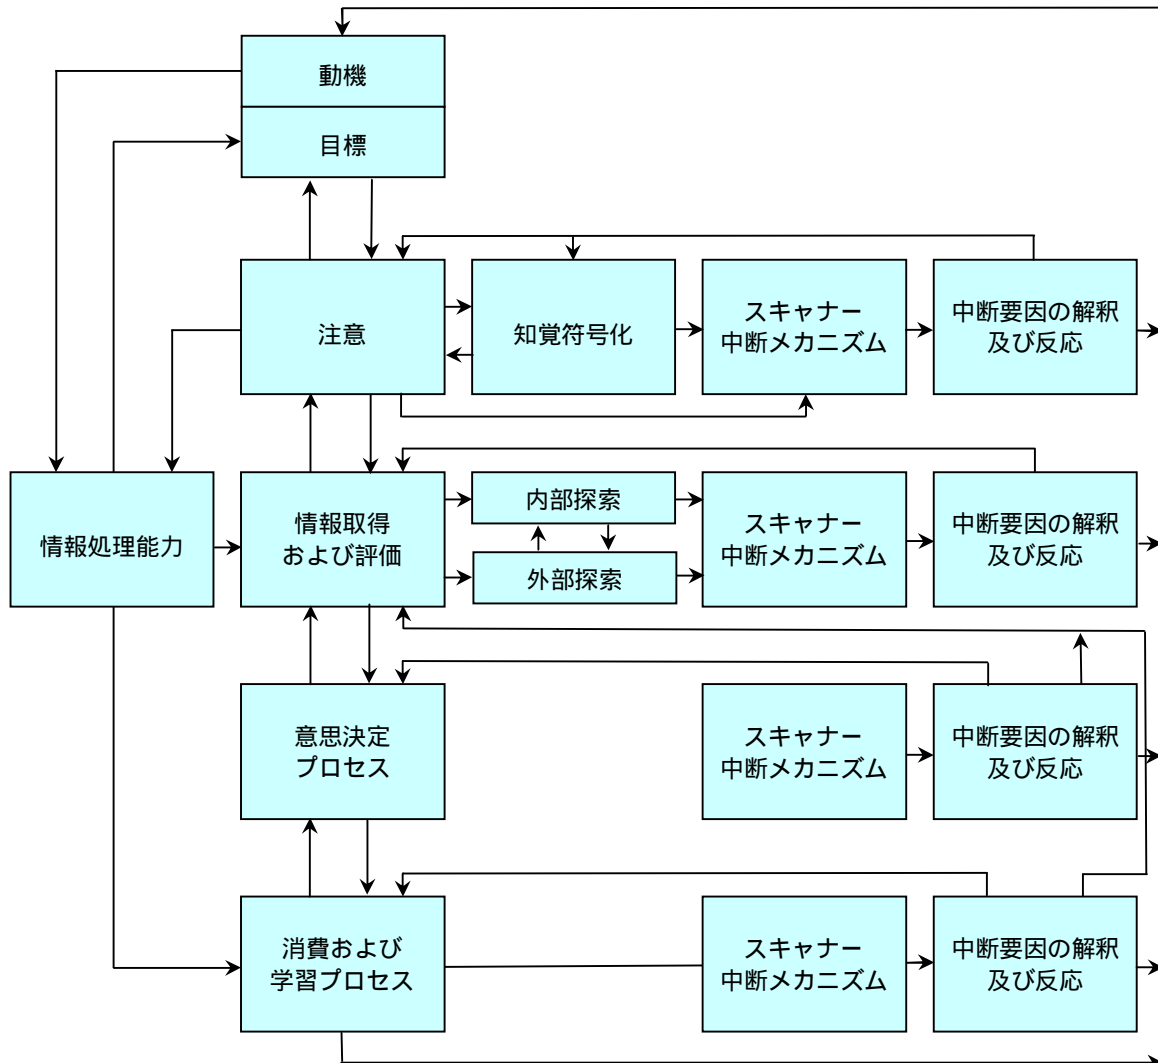 動機
目標
注意
知覚符号化
スキャナー
中断メカニズム
中断要因の解釈
及び反応
情報処理能力
情報取得
および評価
内部探索
外部探索
スキャナー
中断メカニズム
中断要因の解釈
及び反応
意思決定
プロセス
スキャナー
中断メカニズム
中断要因の解釈
及び反応
消費および
学習プロセス
スキャナー
中断メカニズム
中断要因の解釈
及び反応